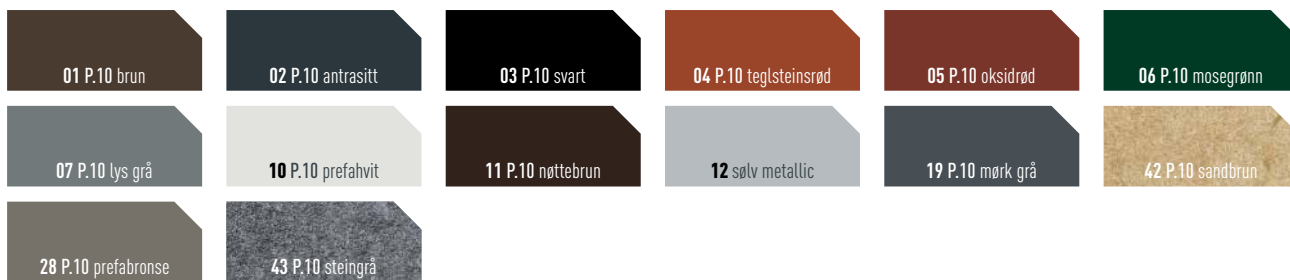 01 P.10 brun
02 P.10 antrasitt
03 P.10 svart
04 P.10 teglsteinsrød
05 P.10 oksidrød
06 P.10 mosegrønn
07 P.10 lys grå
10 P.10 prefahvit
11 P.10 nøttebrun
12 sølv metallic
19 P.10 mørk grå
42 P.10 sandbrun
28 P.10 prefabronse
43 P.10 steingrå